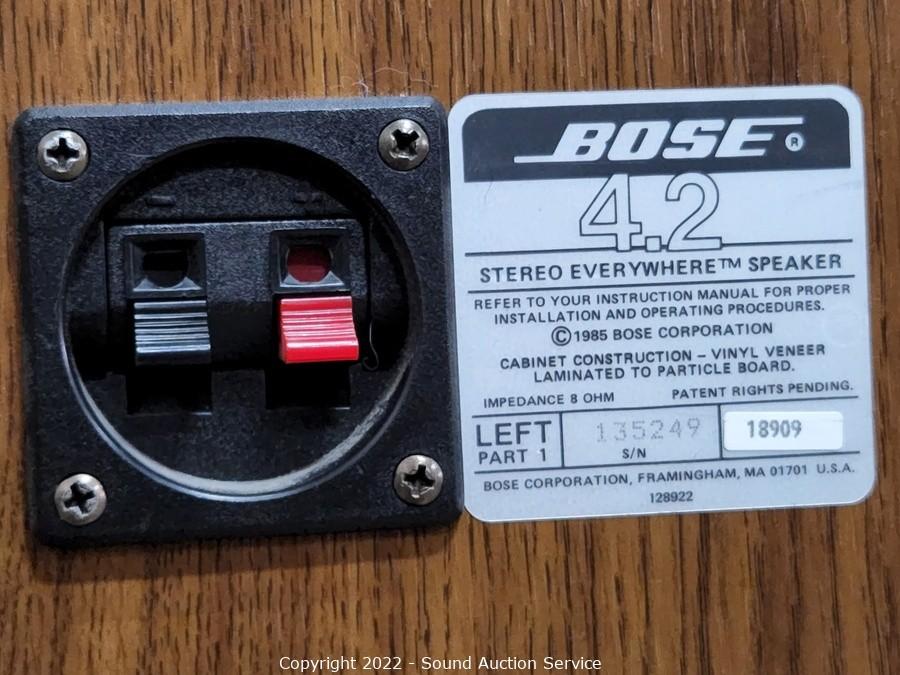 BOSE®
4.2
STEREO EVERYWHERE™ SPEAKER
REFER TO YOUR INSTRUCTION MANUAL FOR PROPER
INSTALLATION AND OPERATING PROCEDURES.
©1985 BOSE CORPORATION
CABINET CONSTRUCTION – VINYL VENEER
LAMINATED TO PARTICLE BOARD.
IMPEDANCE 8 OHM PATENT RIGHTS PENDING.
LEFT 135249 18909
PART 1 S/N
BOSE CORPORATION, FRAMINGHAM, MA 01701 U.S.A.
128922
Copyright 2022 - Sound Auction Service